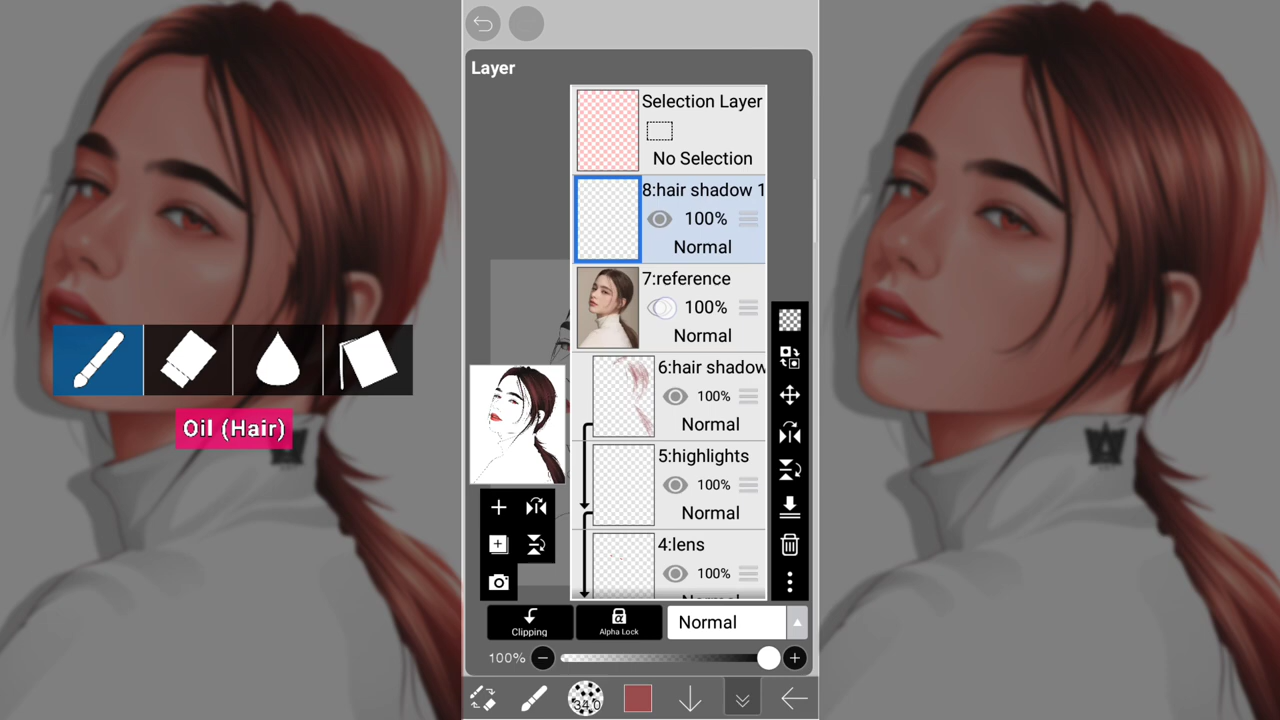 Layer
Selection Layer
No Selection
8:hair shadow 1
100%
Normal
7:reference
100%
Normal
6:hair shadow
100%
Normal
5:highlights
100%
Normal
4:lens
100%
Oil (Hair)
Clipping
Alpha Lock
Normal
100%
34.0